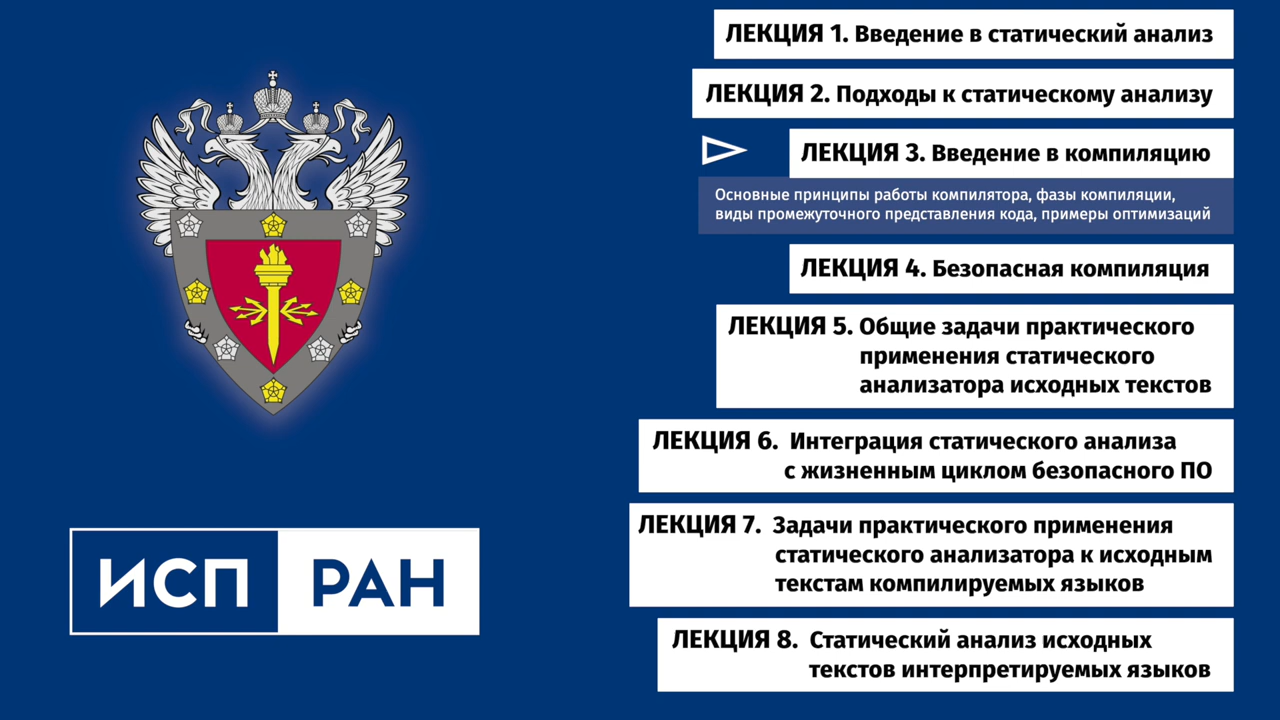 ЛЕКЦИЯ 1. Введение в статический анализ
ЛЕКЦИЯ 2. Подходы к статическому анализу
ЛЕКЦИЯ 3. Введение в компиляцию
Основные принципы работы компилятора, фазы компиляции,
виды промежуточного представления кода, примеры оптимизаций
ЛЕКЦИЯ 4. Безопасная компиляция
ЛЕКЦИЯ 5. Общие задачи практического
применения статического
анализатора исходных текстов
ЛЕКЦИЯ 6. Интеграция статического анализа
с жизненным циклом безопасного ПО
ЛЕКЦИЯ 7. Задачи практического применения
статического анализатора к исходным
текстам компилируемых языков
ЛЕКЦИЯ 8. Статический анализ исходных
текстов интерпретируемых языков
ИСП РАН